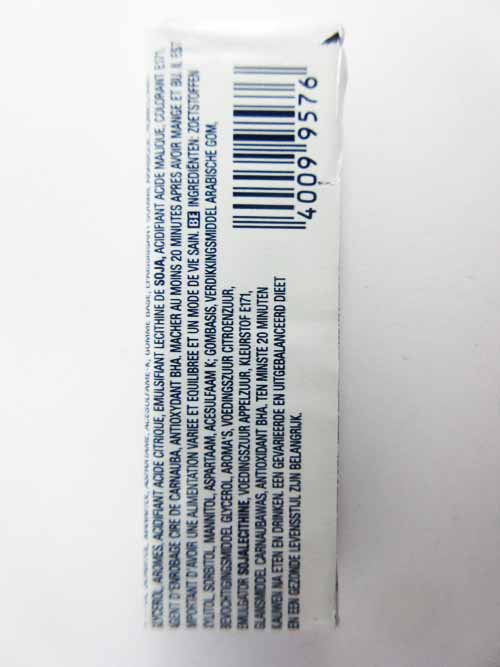 GLYCEROL, AROMES, ACIDIFIANT ACIDE CITRIQUE, EMULSIFIANT LECITHINE DE SOJA, ACIDIFIANT ACIDE MALIQUE, COLORANT E171,
AGENT D'ENROBAGE CIRE DE CARNAUBA, ANTIOXYDANT BHA. MACHER AU MOINS 20 MINUTES APRES AVOIR MANGE ET BU. IL EST
IMPORTANT D'AVOIR UNE ALIMENTATION VARIEE ET EQUILIBREE ET UN MODE DE VIE SAIN. BE INGREDIËNTEN: ZOETSTOFFEN
XYLITOL, SORBITOL, MANNITOL, ASPARTAAM, ACESULFAAM K; GOMBASIS, VERDIKKINGSMIDDEL ARABISCHE GOM,
BEVOCHTIGINGSMIDDEL GLYCEROL, AROMA'S, VOEDINGSZUUR CITROENZUUR,
EMULGATOR SOJALECITHINE, VOEDINGSZUUR APPELZUUR, KLEURSTOF E171,
GLANSMIDDEL CARNAUBAWAS, ANTIOXIDANT BHA. TEN MINSTE 20 MINUTEN
KAUWEN NA ETEN EN DRINKEN. EEN GEVARIEERDE EN UITGEBALANCEERD DIEET
EN EEN GEZONDE LEVENSSTIJL ZIJN BELANGRIJK.
4009 9576